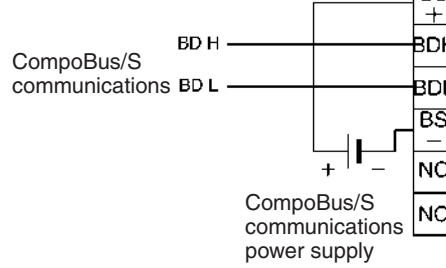 +
BD H
BDH
CompoBus/S
communications
BD L
BDL
BS
–
+ –
NC
NC
CompoBus/S
communications
power supply